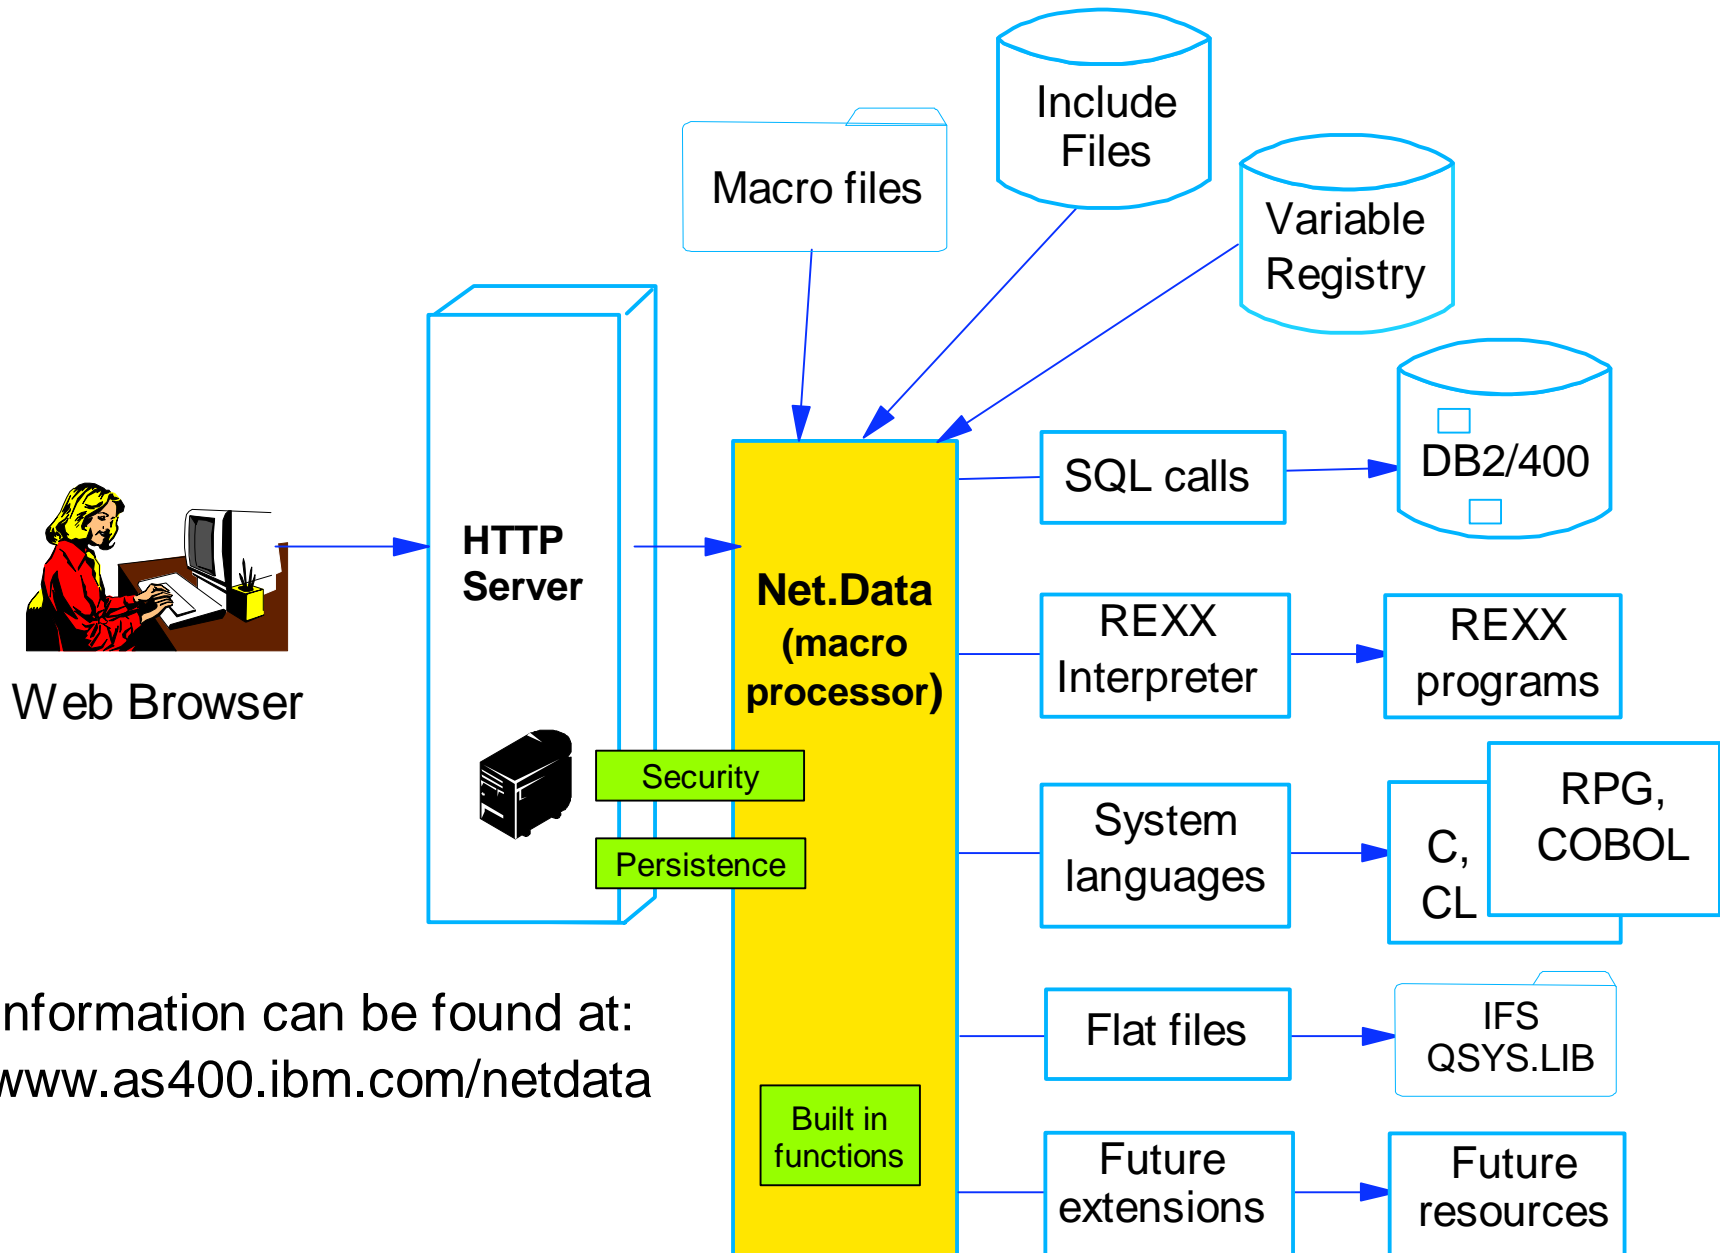 Include
Files
Macro files
Variable
Registry
SQL calls
DB2/400
HTTP
Server
Net.Data
(macro
processor)
REXX
Interpreter
REXX
programs
Web Browser
Security
Persistence
System
languages
C,
CL
RPG,
COBOL
nformation can be found at:
www.as400.ibm.com/netdata
Flat files
IFS
QSYS.LIB
Built in
functions
Future
extensions
Future
resources